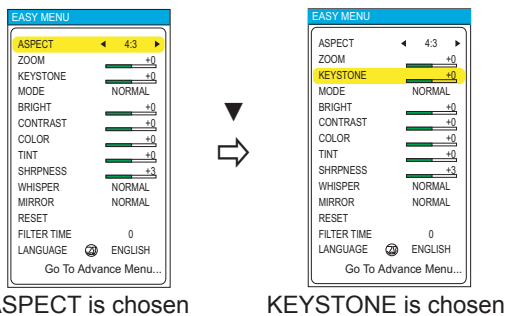 EASY MENU
ASPECT ◀ 4:3 ▶
ZOOM +0
KEYSTONE +0
MODE NORMAL
BRIGHT +0
CONTRAST +0
COLOR +0
TINT +0
SHRPNESS +3
WHISPER NORMAL
MIRROR NORMAL
RESET
FILTER TIME 0
LANGUAGE ENGLISH
Go To Advance Menu...
ASPECT is chosen
▼
⇨
EASY MENU
ASPECT ◀ 4:3 ▶
ZOOM +0
KEYSTONE +0
MODE NORMAL
BRIGHT +0
CONTRAST +0
COLOR +0
TINT +0
SHRPNESS +3
WHISPER NORMAL
MIRROR NORMAL
RESET
FILTER TIME 0
LANGUAGE ENGLISH
Go To Advance Menu...
KEYSTONE is chosen